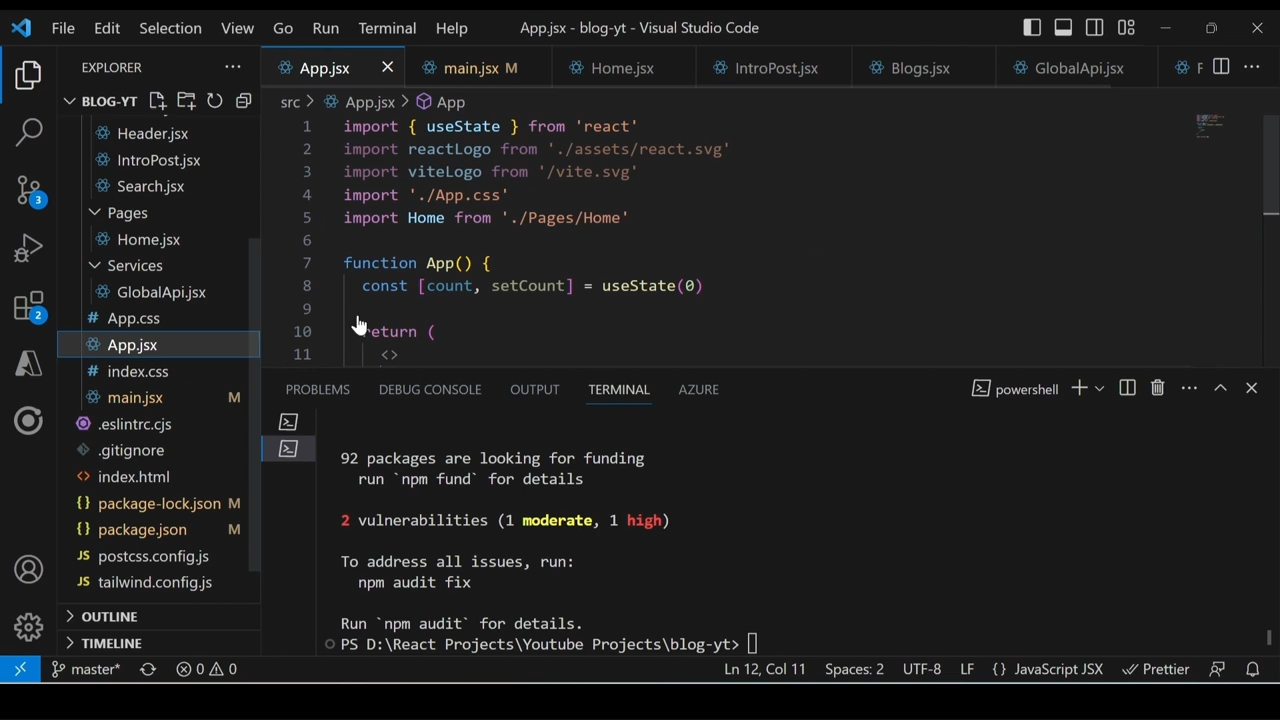 File Edit Selection View Go Run Terminal Help App.jsx - blog-yt - Visual Studio Code
EXPLORER
App.jsx
main.jsx M
Home.jsx
IntroPost.jsx
Blogs.jsx
GlobalApi.jsx
BLOG-YT
Header.jsx
IntroPost.jsx
Search.jsx
Pages
Home.jsx
Services
GlobalApi.jsx
App.css
App.jsx
index.css
main.jsx M
.eslintrc.cjs
.gitignore
index.html
package-lock.json M
package.json M
postcss.config.js
tailwind.config.js
OUTLINE
TIMELINE
3
2
src > App.jsx > App
1 import { useState } from 'react'
2 import reactLogo from './assets/react.svg'
3 import viteLogo from '/vite.svg'
4 import './App.css'
5 import Home from './Pages/Home'
6
7 function App() {
8 const [count, setCount] = useState(0)
9
10 return (
11 <>
PROBLEMS DEBUG CONSOLE OUTPUT TERMINAL AZURE
powershell
92 packages are looking for funding
run `npm fund` for details
2 vulnerabilities (1 moderate, 1 high)
To address all issues, run:
npm audit fix
Run `npm audit` for details.
PS D:\React Projects\Youtube Projects\blog-yt>
master* 0 0 Ln 12, Col 11 Spaces: 2 UTF-8 LF {} JavaScript JSX Prettier